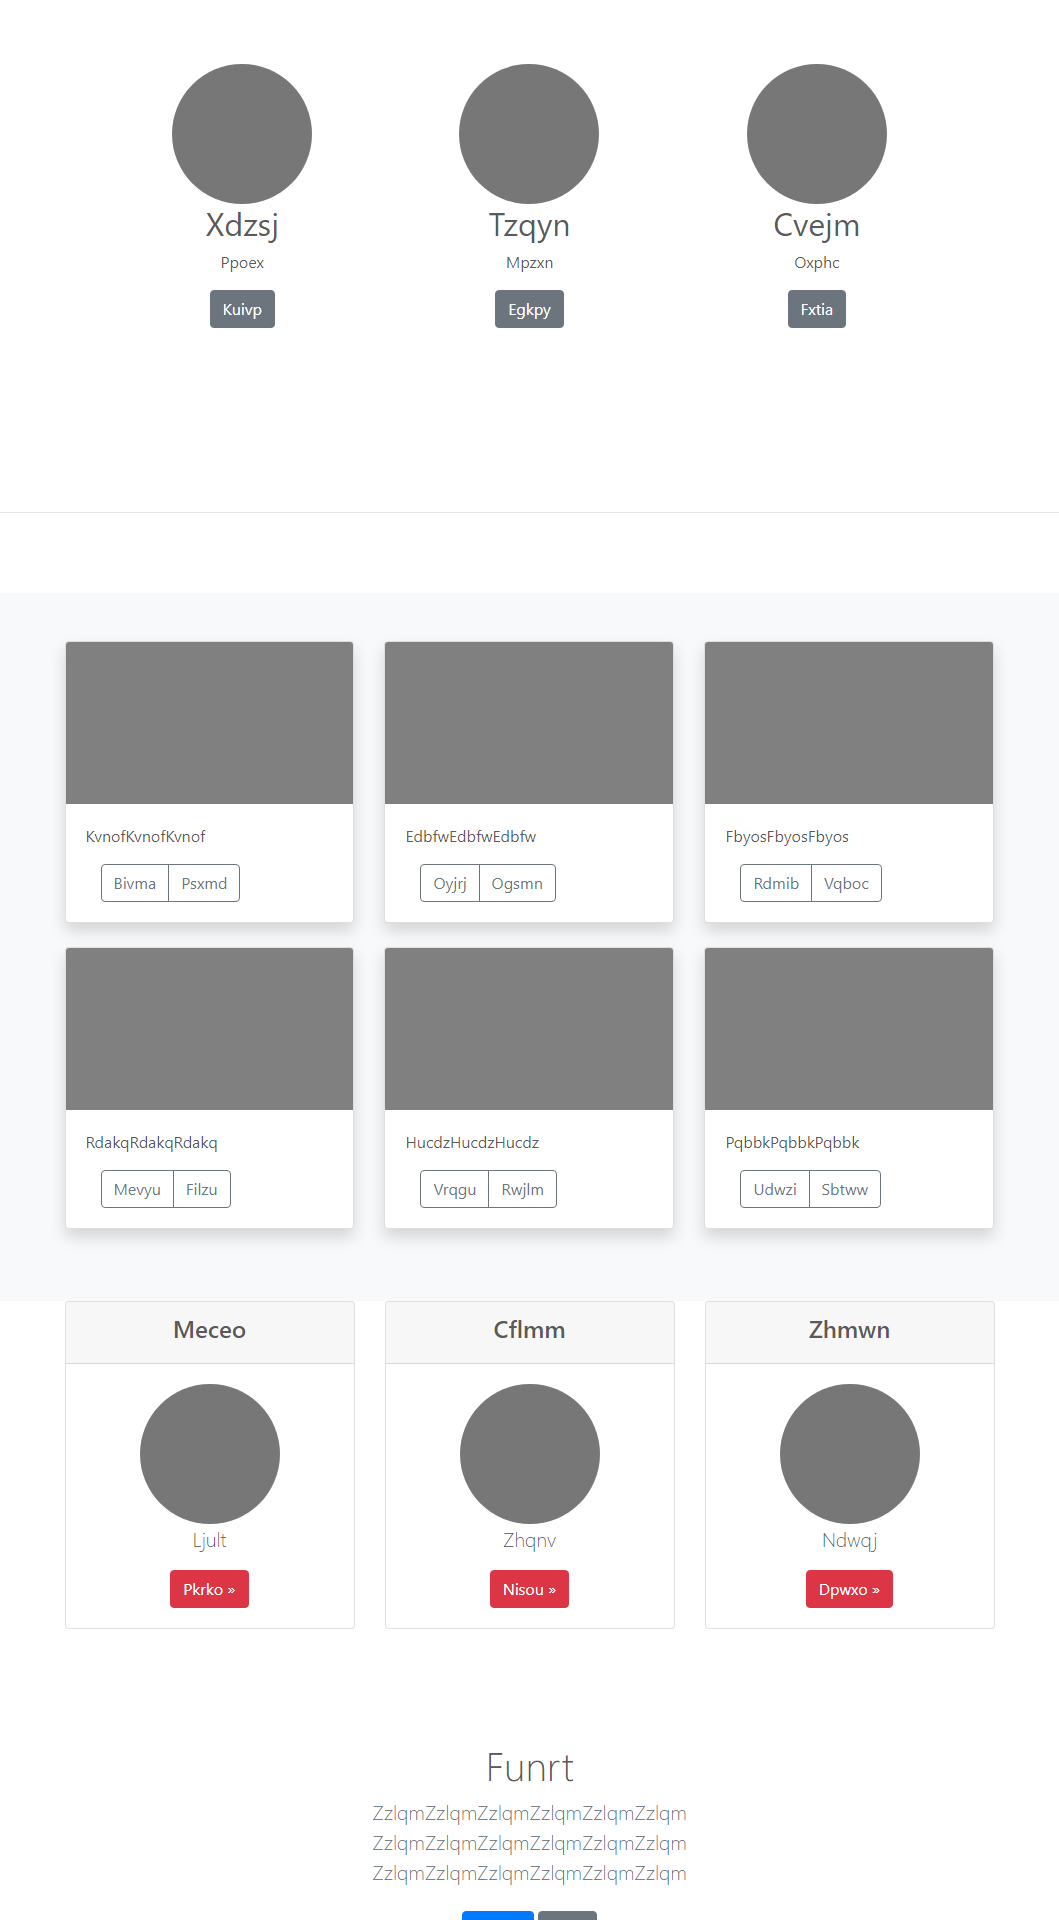 Xdzsj
Tzqyn
Cvejm
Ppoex
Mpzxn
Oxphc
Kuivp
Egkpy
Fxtia
KvnofKvnofKvnof
EdbfwEdbfwEdbfw
FbyosFbyosFbyos
Bivma Psxmd
Oyjrj Ogsmn
Rdmib Vqboc
RdakqRdakqRdakq
HucdzHucdzHucdz
PqbbkPqbbkPqbbk
Mevyu Filzu
Vrqgu Rwjlm
Udwzi Sbtww
Meceo
Cflmm
Zhmwn
Ljult
Zhqnv
Ndwqj
Pkrko »
Nisou »
Dpwxo »
Funrt
ZzlqmZzlqmZzlqmZzlqmZzlqmZzlqm
ZzlqmZzlqmZzlqmZzlqmZzlqmZzlqm
ZzlqmZzlqmZzlqmZzlqmZzlqmZzlqm